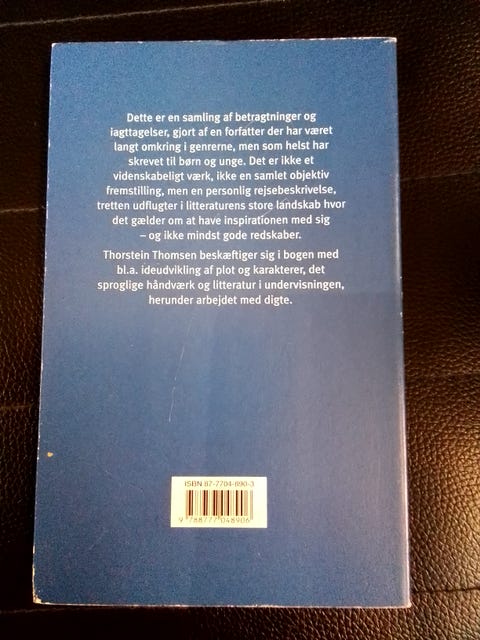 Dette er en samling af betragtninger og
iagttagelser, gjort af en forfatter der har været
langt omkring i genrerne, men som helst har
skrevet til børn og unge. Det er ikke et
videnskabeligt værk, ikke en samlet objektiv
fremstilling, men en personlig rejsebeskrivelse,
tretten udflugter i litteraturens store landskab hvor
det gælder om at have inspirationen med sig
– og ikke mindst gode redskaber.
Thorstein Thomsen beskæftiger sig i bogen med
bl.a. ideudvikling af plot og karakterer, det
sproglige håndværk og litteratur i undervisningen,
herunder arbejdet med digte.
ISBN 87-7704-890-3
9 788777 048906